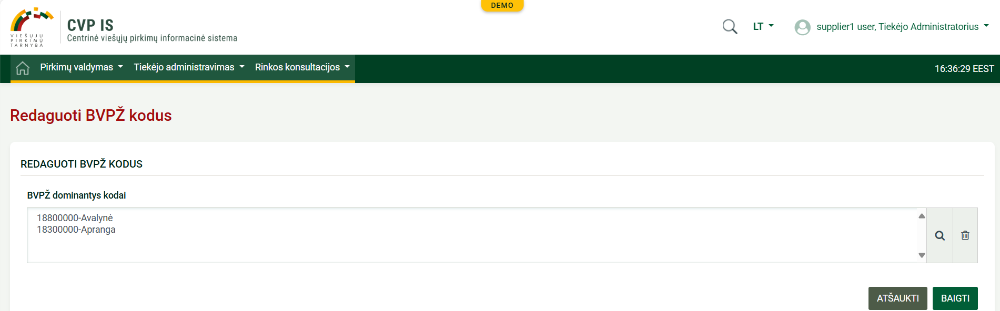 DEMO
VIEŠŲJŲ
PIRKIMŲ
TARNYBA
CVP IS
Centrinė viešųjų pirkimų informacinė sistema
LT
supplier1 user, Tiekėjo Administratorius
Pirkimų valdymas
Tiekėjo administravimas
Rinkos konsultacijos
16:36:29 EEST
Redaguoti BVPŽ kodus
REDAGUOTI BVPŽ KODUS
BVPŽ dominantys kodai
18800000-Avalynė
18300000-Apranga
ATŠAUKTI
BAIGTI